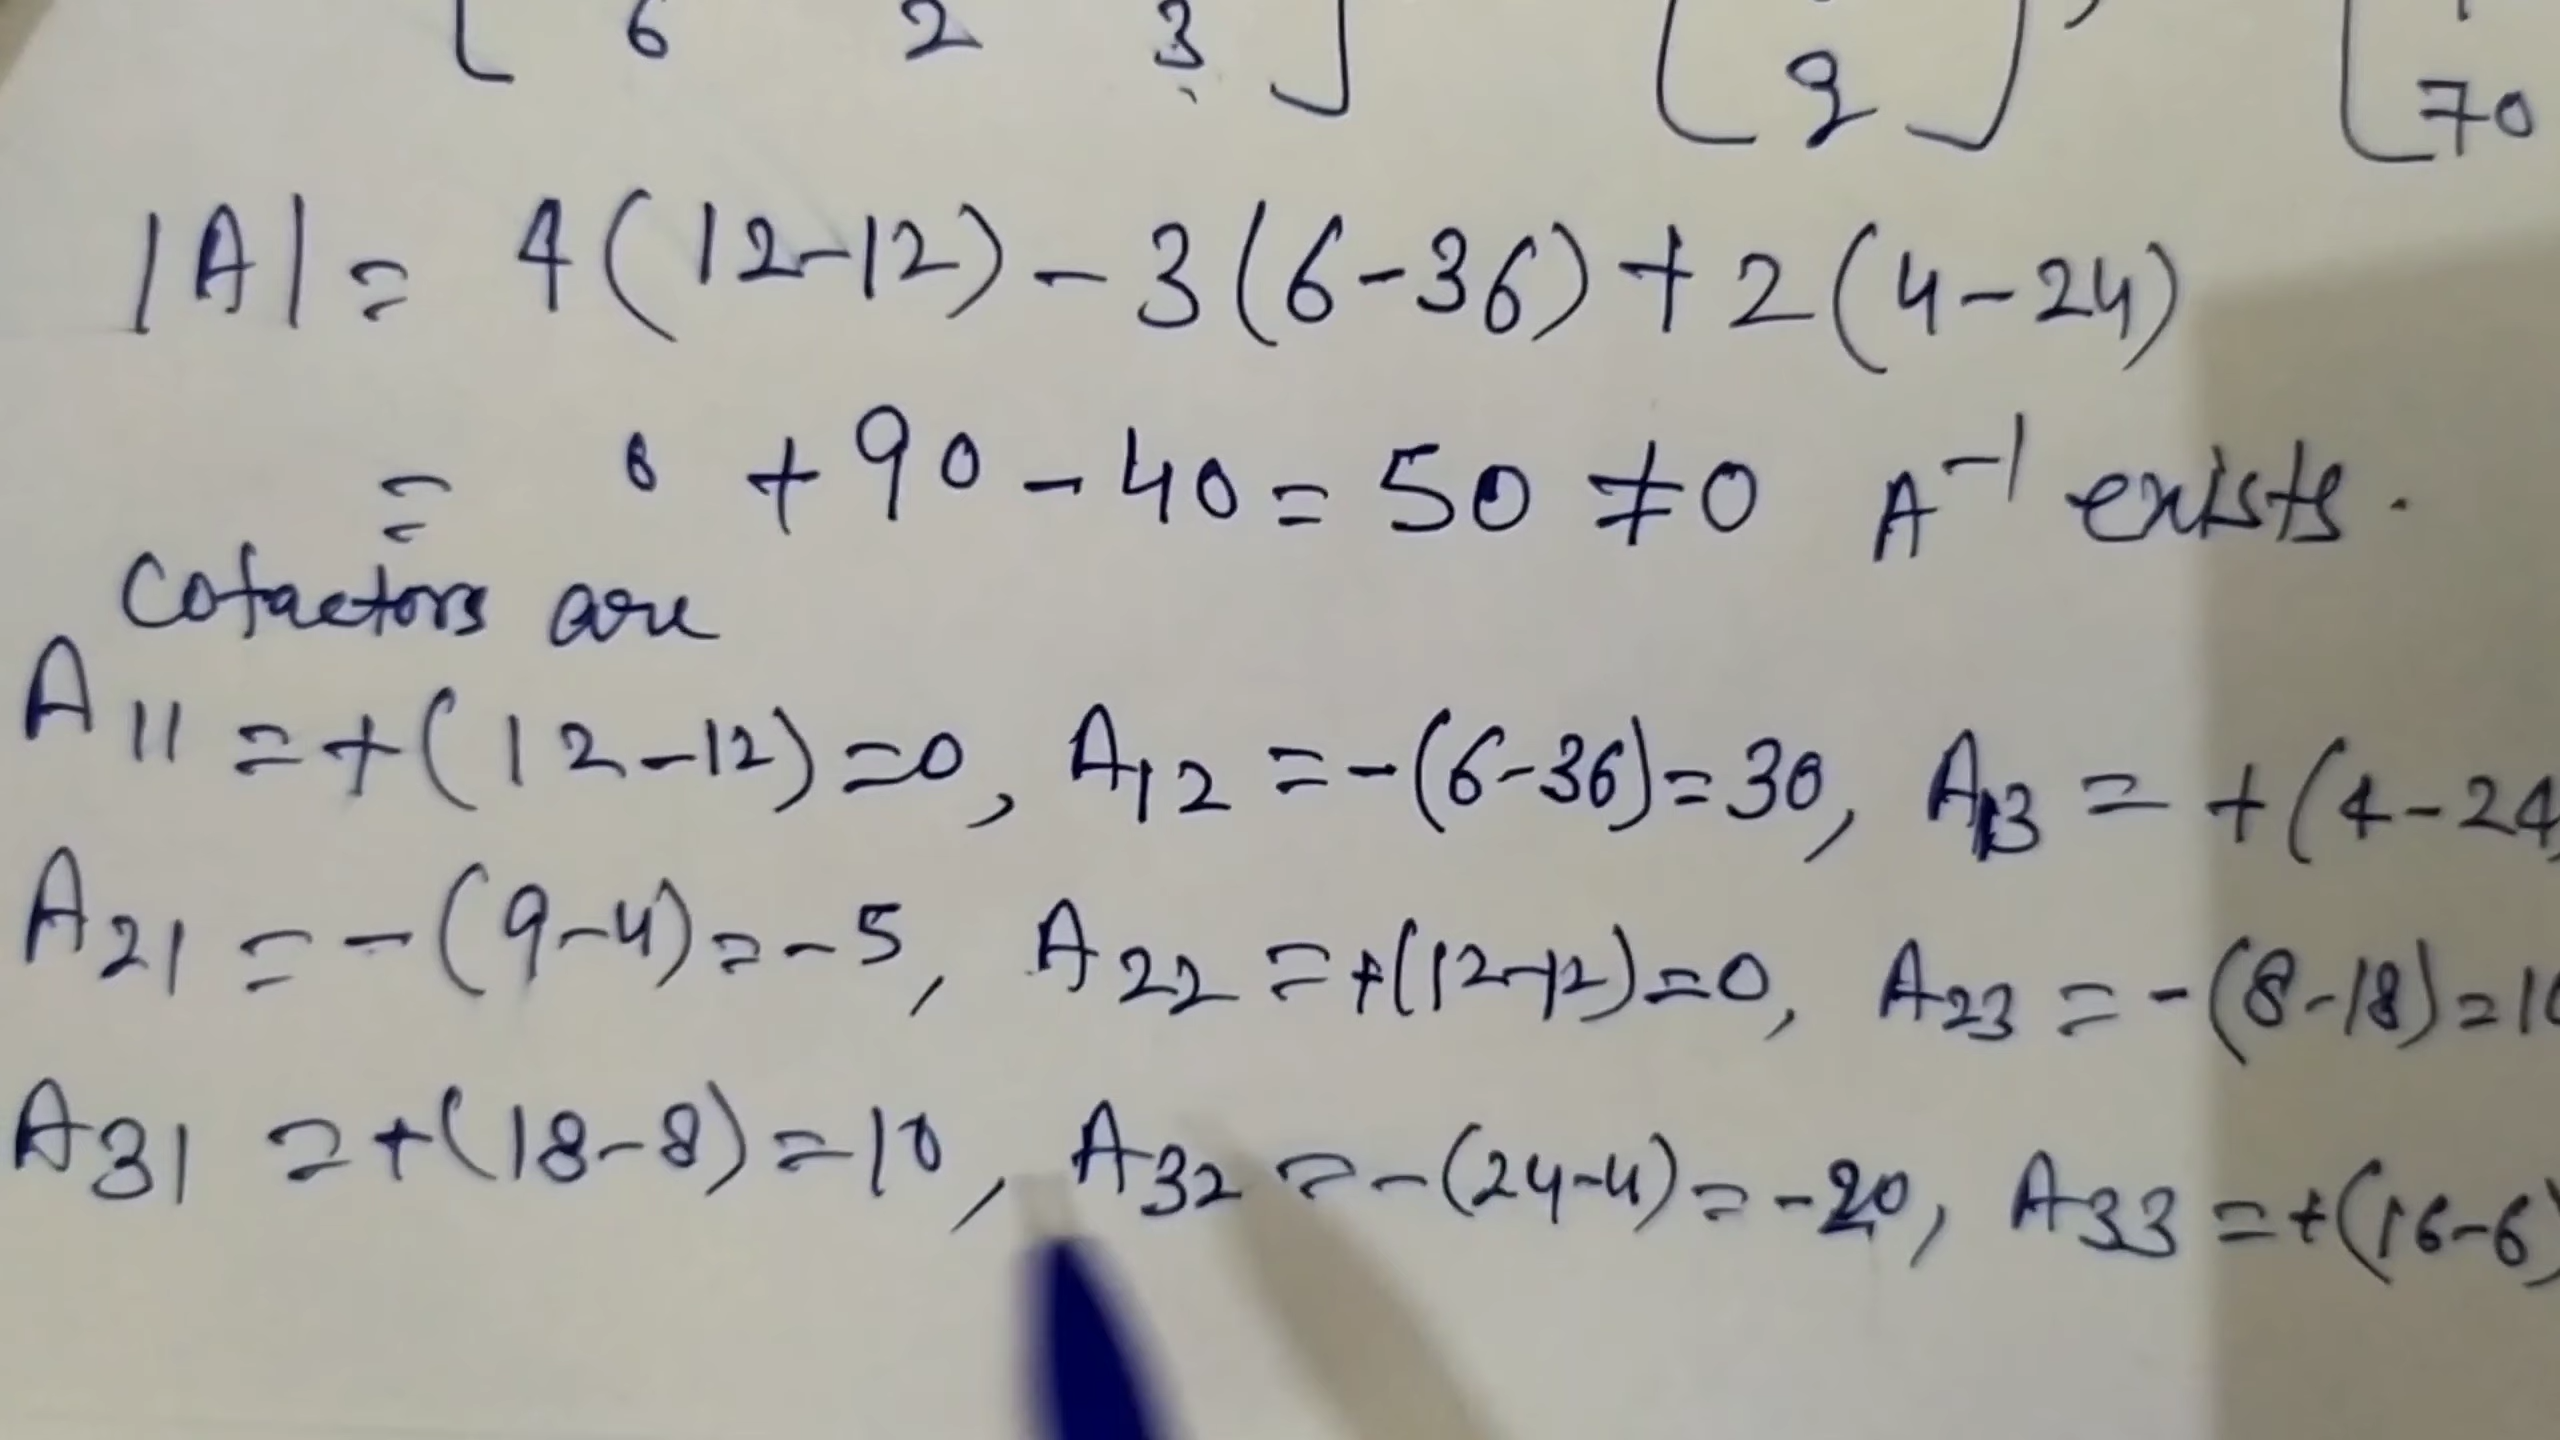 [ 6 2 3 ] [ z ] , [ 70
|A| = 4(12-12) - 3(6-36) + 2(4-24)
= 0 + 90 - 40 = 50 ≠ 0 A⁻¹ exists.
Cofactors are
A₁₁ = +(12-12) = 0, A₁₂ = -(6-36) = 30, A₁₃ = +(4-24)
A₂₁ = -(9-4) = -5, A₂₂ = +(12-12) = 0, A₂₃ = -(8-18) = 10
A₃₁ = +(18-8) = 10, A₃₂ = -(24-4) = -20, A₃₃ = +(16-6)